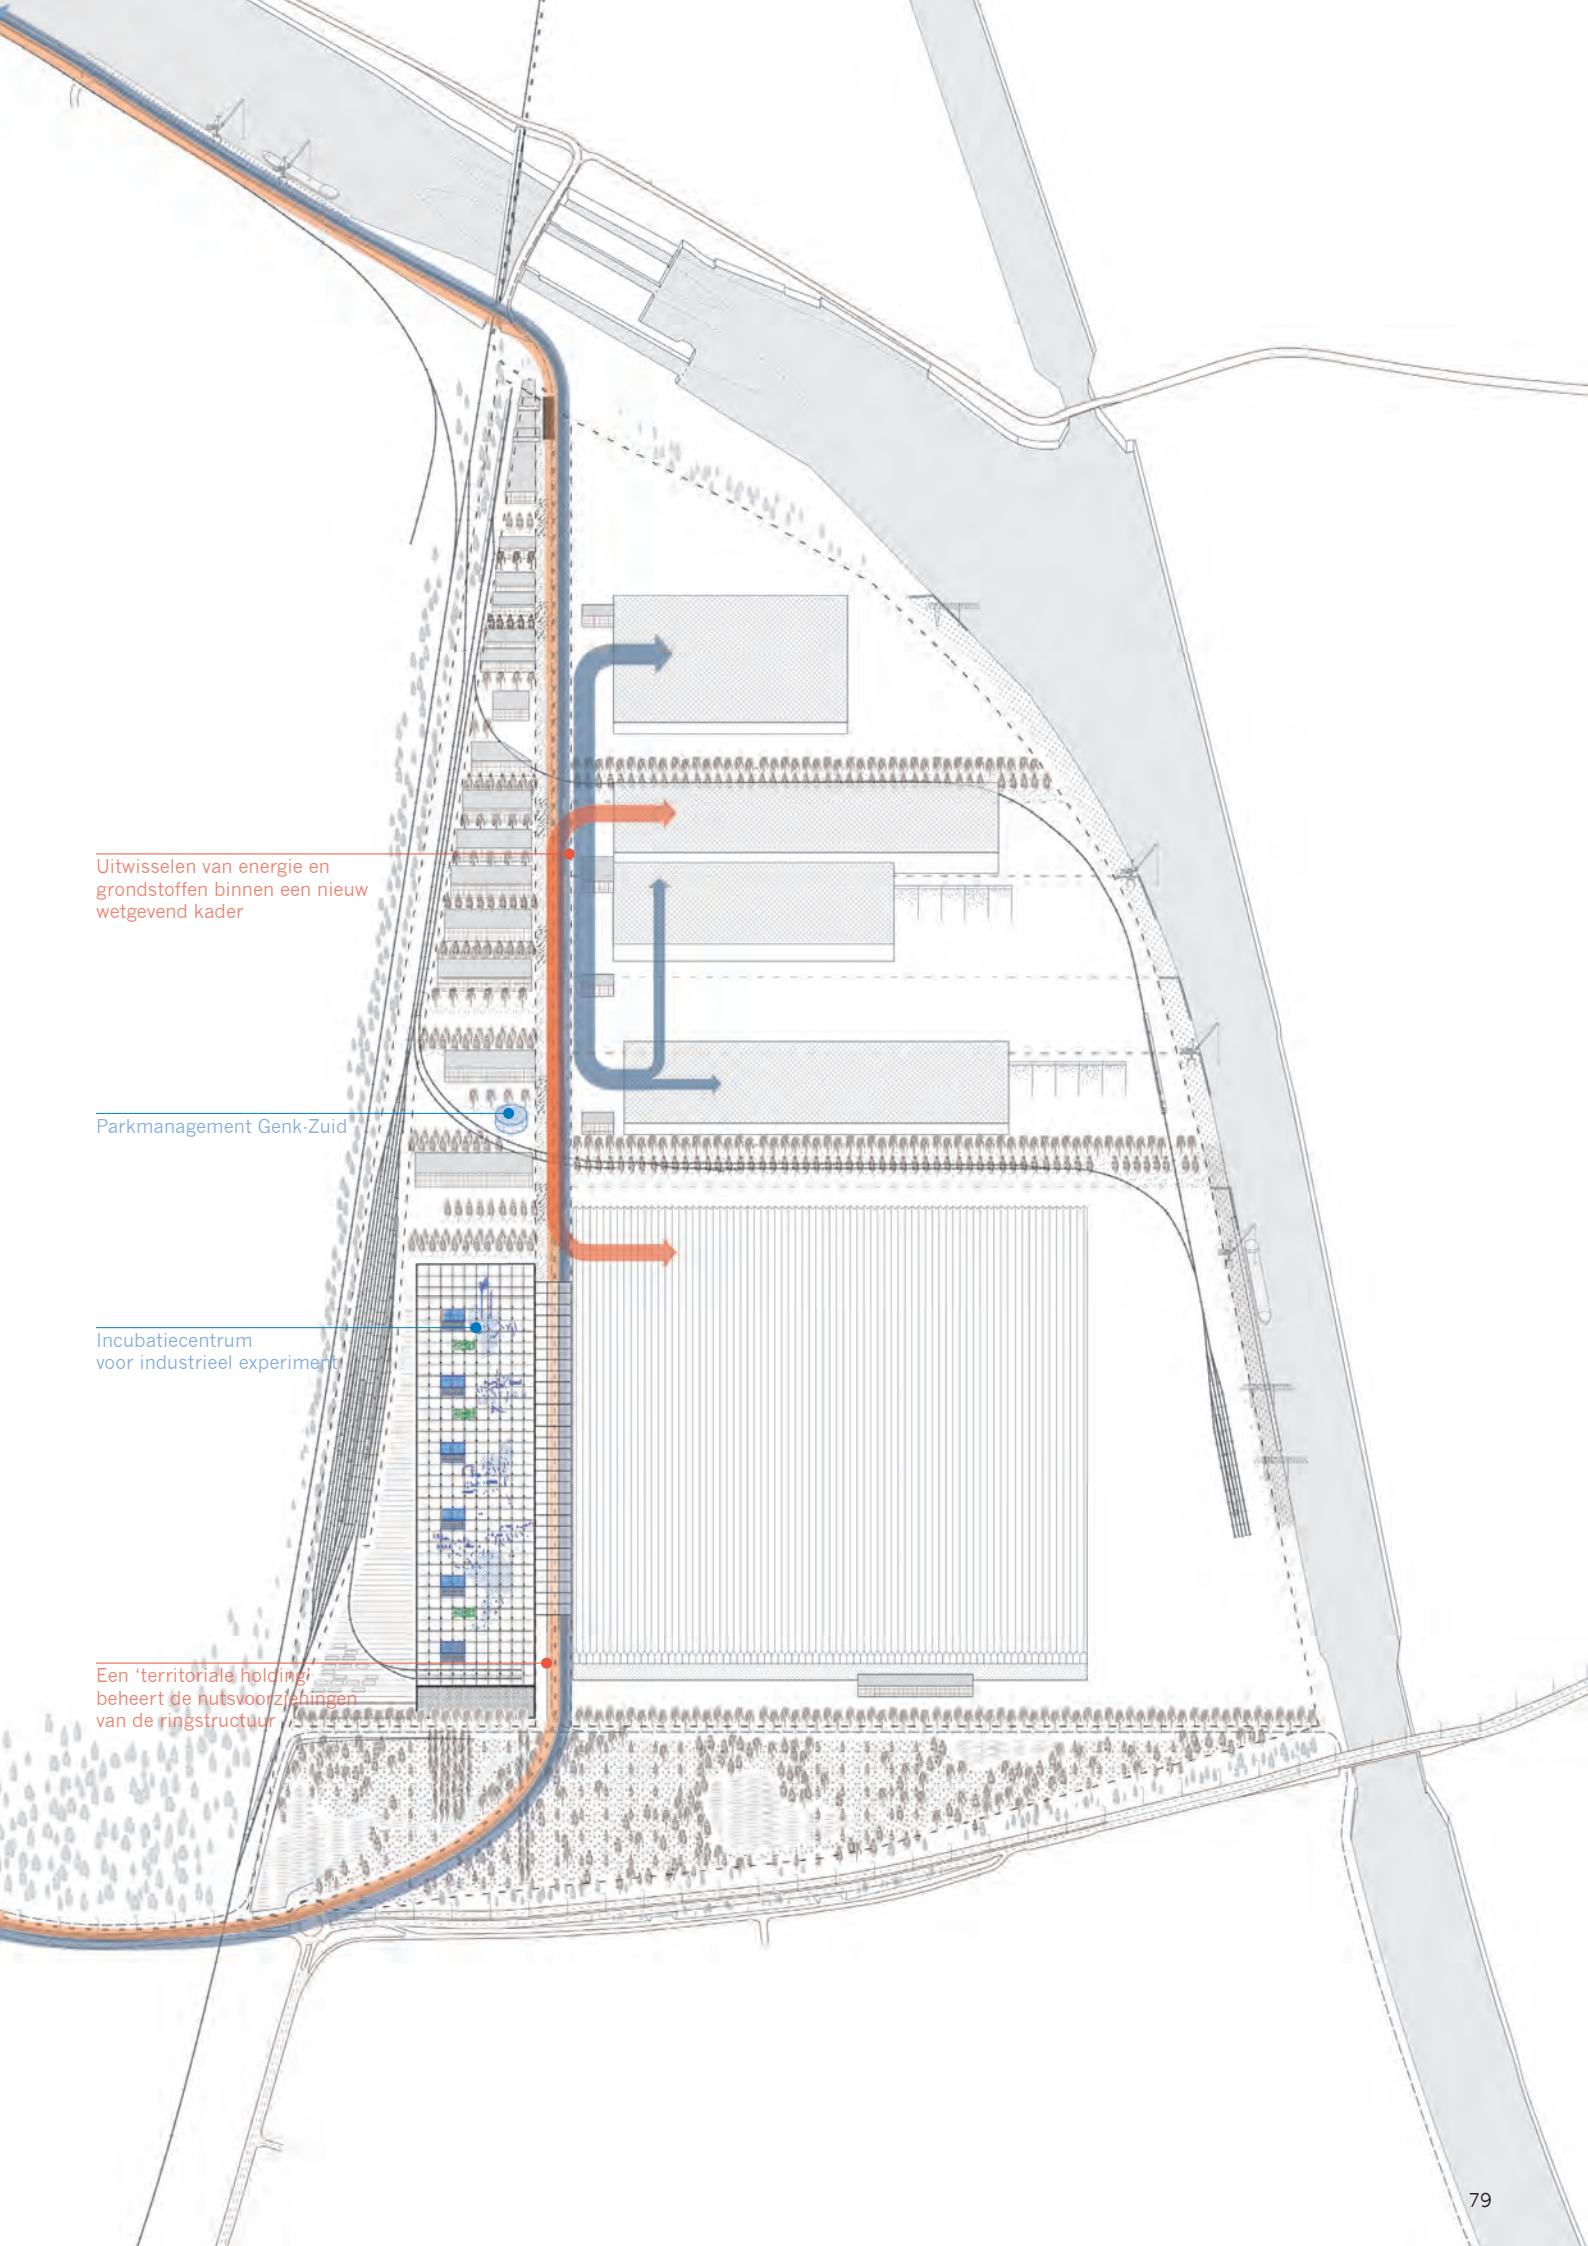 Uitwisselen van energie en
grondstoffen binnen een nieuw
wetgevend kader
Parkmanagement Genk-Zuid
Incubatiecentrum
voor industrieel experiment
Een ‘territoriale holding’
beheert de nutsvoorzieningen
van de ringstructuur
79